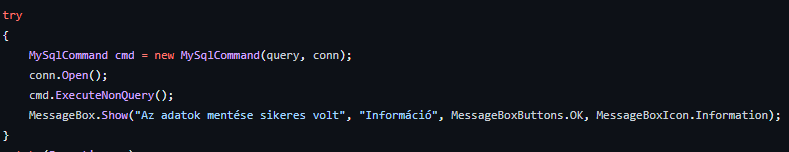 try
{
MySqlCommand cmd = new MySqlCommand(query, conn);
conn.Open();
cmd.ExecuteNonQuery();
MessageBox.Show("Az adatok mentése sikeres volt", "Információ", MessageBoxButtons.OK, MessageBoxIcon.Information);
}